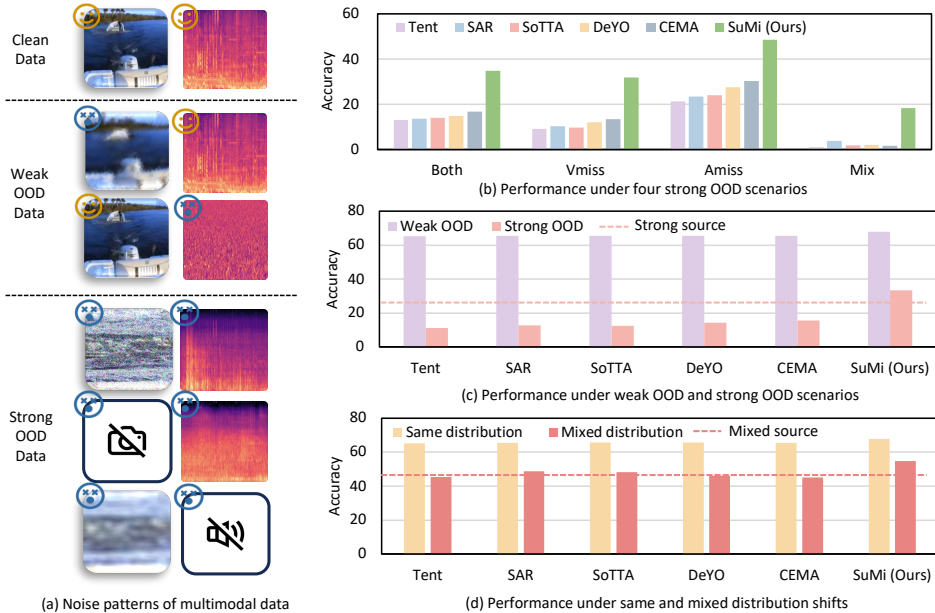 Clean
Data
Weak
OOD
Data
Strong
OOD
Data
(a) Noise patterns of multimodal data
60
40
20
0
Accuracy
Tent SAR SoTTA DeYO CEMA SuMi (Ours)
Both Vmiss Amiss Mix
(b) Performance under four strong OOD scenarios
80
60
40
20
0
Accuracy
Weak OOD Strong OOD Strong source
Tent SAR SoTTA DeYO CEMA SuMi (Ours)
(c) Performance under weak OOD and strong OOD scenarios
80
60
40
20
0
Accuracy
Same distribution Mixed distribution Mixed source
Tent SAR SoTTA DeYO CEMA SuMi (Ours)
(d) Performance under same and mixed distribution shifts